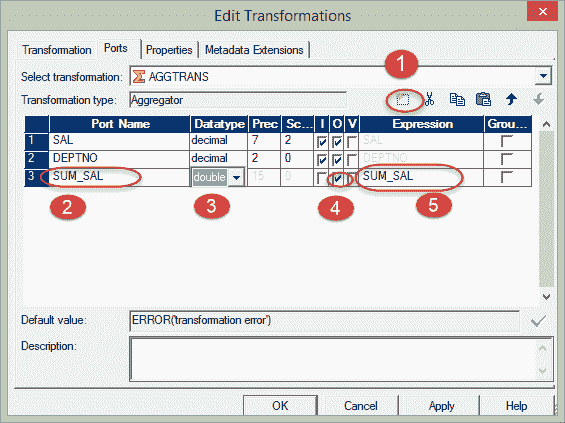 Edit Transformations
Transformation Ports Properties Metadata Extensions
1
Select transformation: Σ AGGTRANS
Transformation type: Aggregator
Port Name Datatype Prec Sc... I O V Expression Grou...
1 SAL decimal 7 2 SAL
2 DEPTNO decimal 2 0 DEPTNO
3 SUM_SAL double 15 0 SUM_SAL
2 3 4 5
Default value: ERROR('transformation error')
Description:
OK Cancel Apply Help